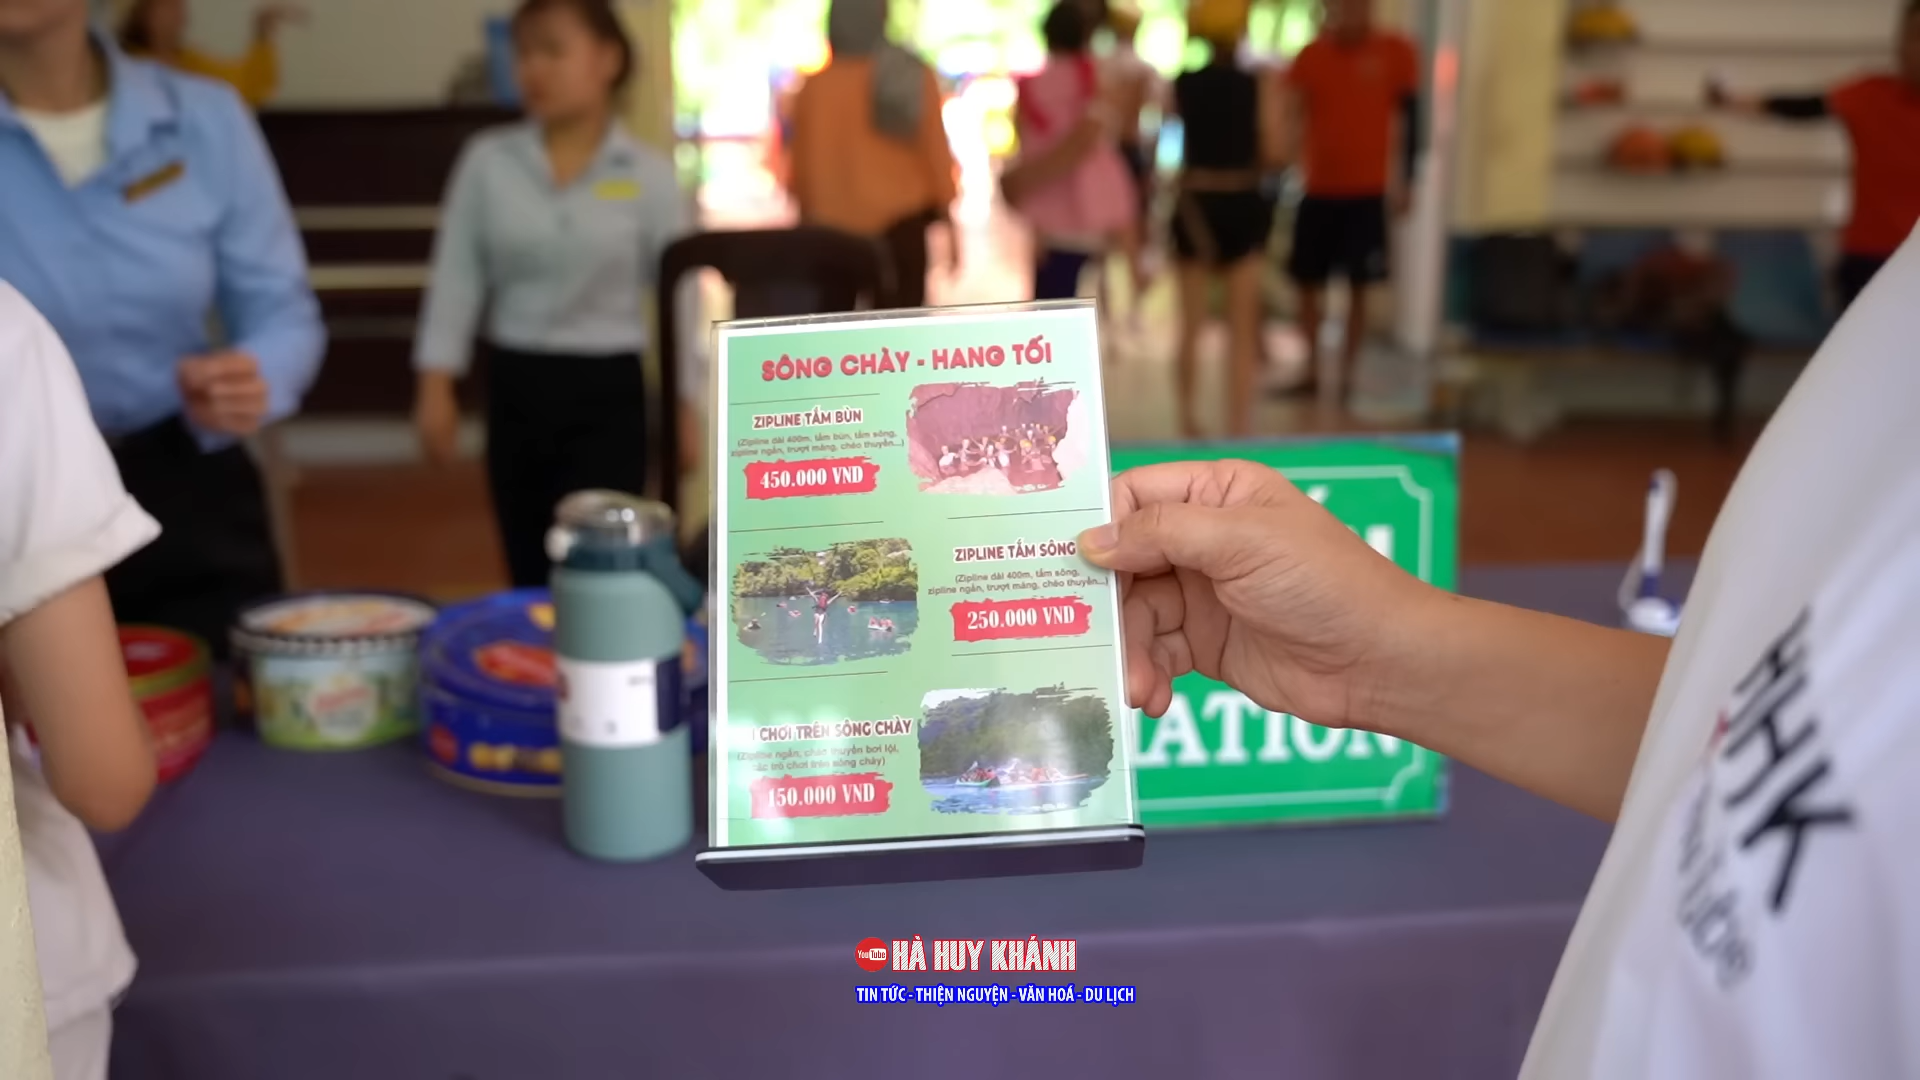 SÔNG CHÀY - HANG TỐI
ZIPLINE TẮM BÙN
(Zipline dài 400m, tắm bùn, tắm sông,
zipline ngắn, trượt máng, chèo thuyền...)
450.000 VND
ZIPLINE TẮM SÔNG
(Zipline dài 400m, tắm sông,
zipline ngắn, trượt máng, chèo thuyền...)
250.000 VND
CHƠI TRÊN SÔNG CHÀY
(Zipline ngắn, chèo thuyền bơi lội,
các trò chơi trên sông chày)
150.000 VND
ATION
HHK
YouTube HÀ HUY KHÁNH
TIN TỨC - THIỆN NGUYỆN - VĂN HOÁ - DU LỊCH